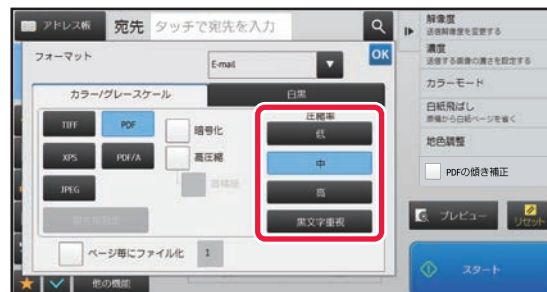 アドレス帳
宛先
タッチで宛先を入力
フォーマット
E-mail
OK
カラー/グレースケール
白黒
TIFF
PDF
暗号化
XPS
PDF/A
高圧縮
高精細
JPEG
ページ毎にファイル化
1
圧縮率
低
中
高
黒文字重視
他の機能
解像度
送信解像度を変更する
濃度
送信する画像の濃さを設定する
カラーモード
白紙飛ばし
原稿から白紙ページを省く
地色調整
PDFの傾き補正
プレビュー
リセット
スタート